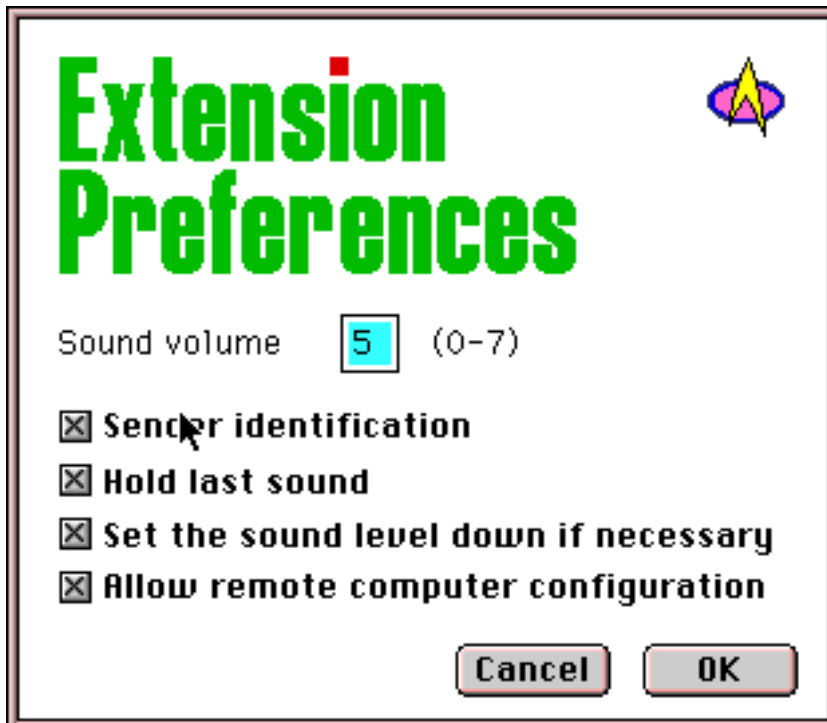 Extension
Preferences
Sound volume 5 (0-7)
Sender identification
Hold last sound
Set the sound level down if necessary
Allow remote computer configuration
Cancel OK